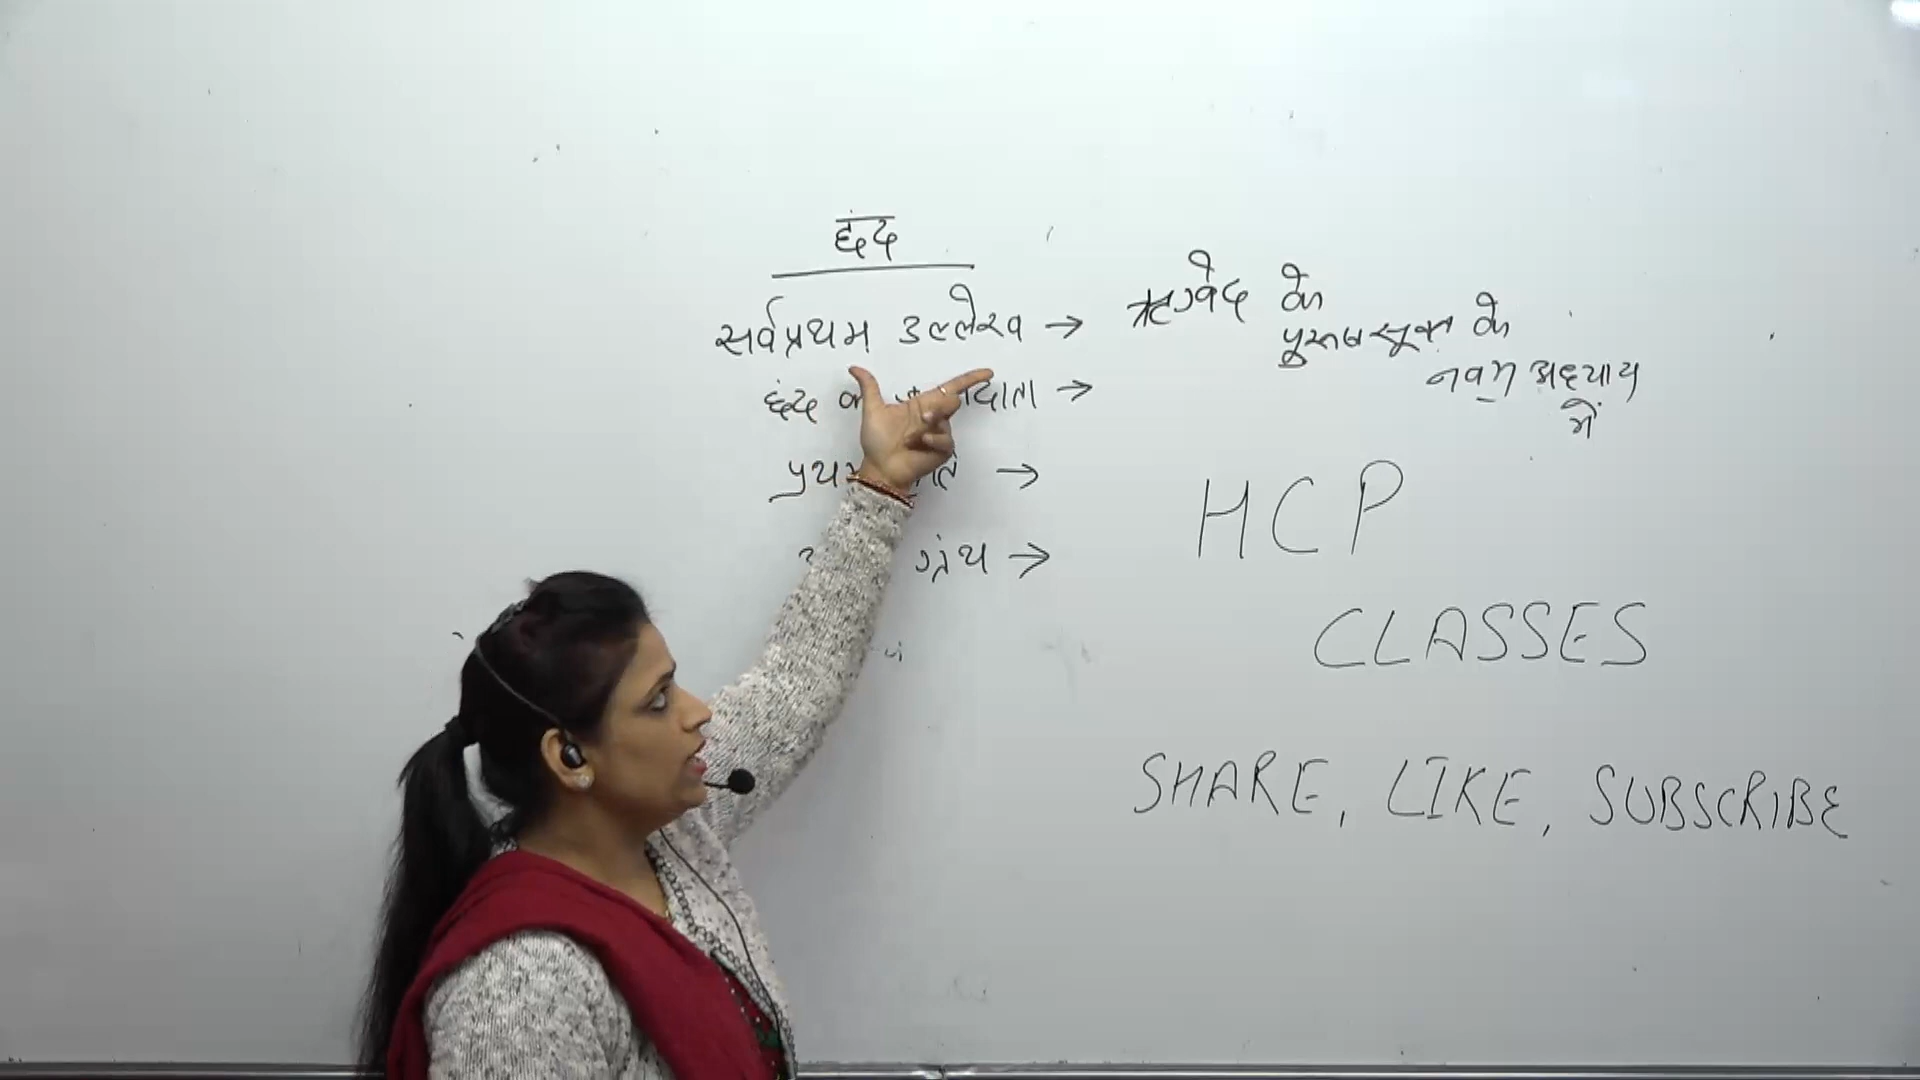 छंद
सर्वप्रथम उल्लेख → ऋग्वेद के
पुरुषसूक्त के
नवम अध्याय
में
छंद →
→
ग्रंथ →
HCP
CLASSES
SHARE, LIKE, SUBSCRIBE